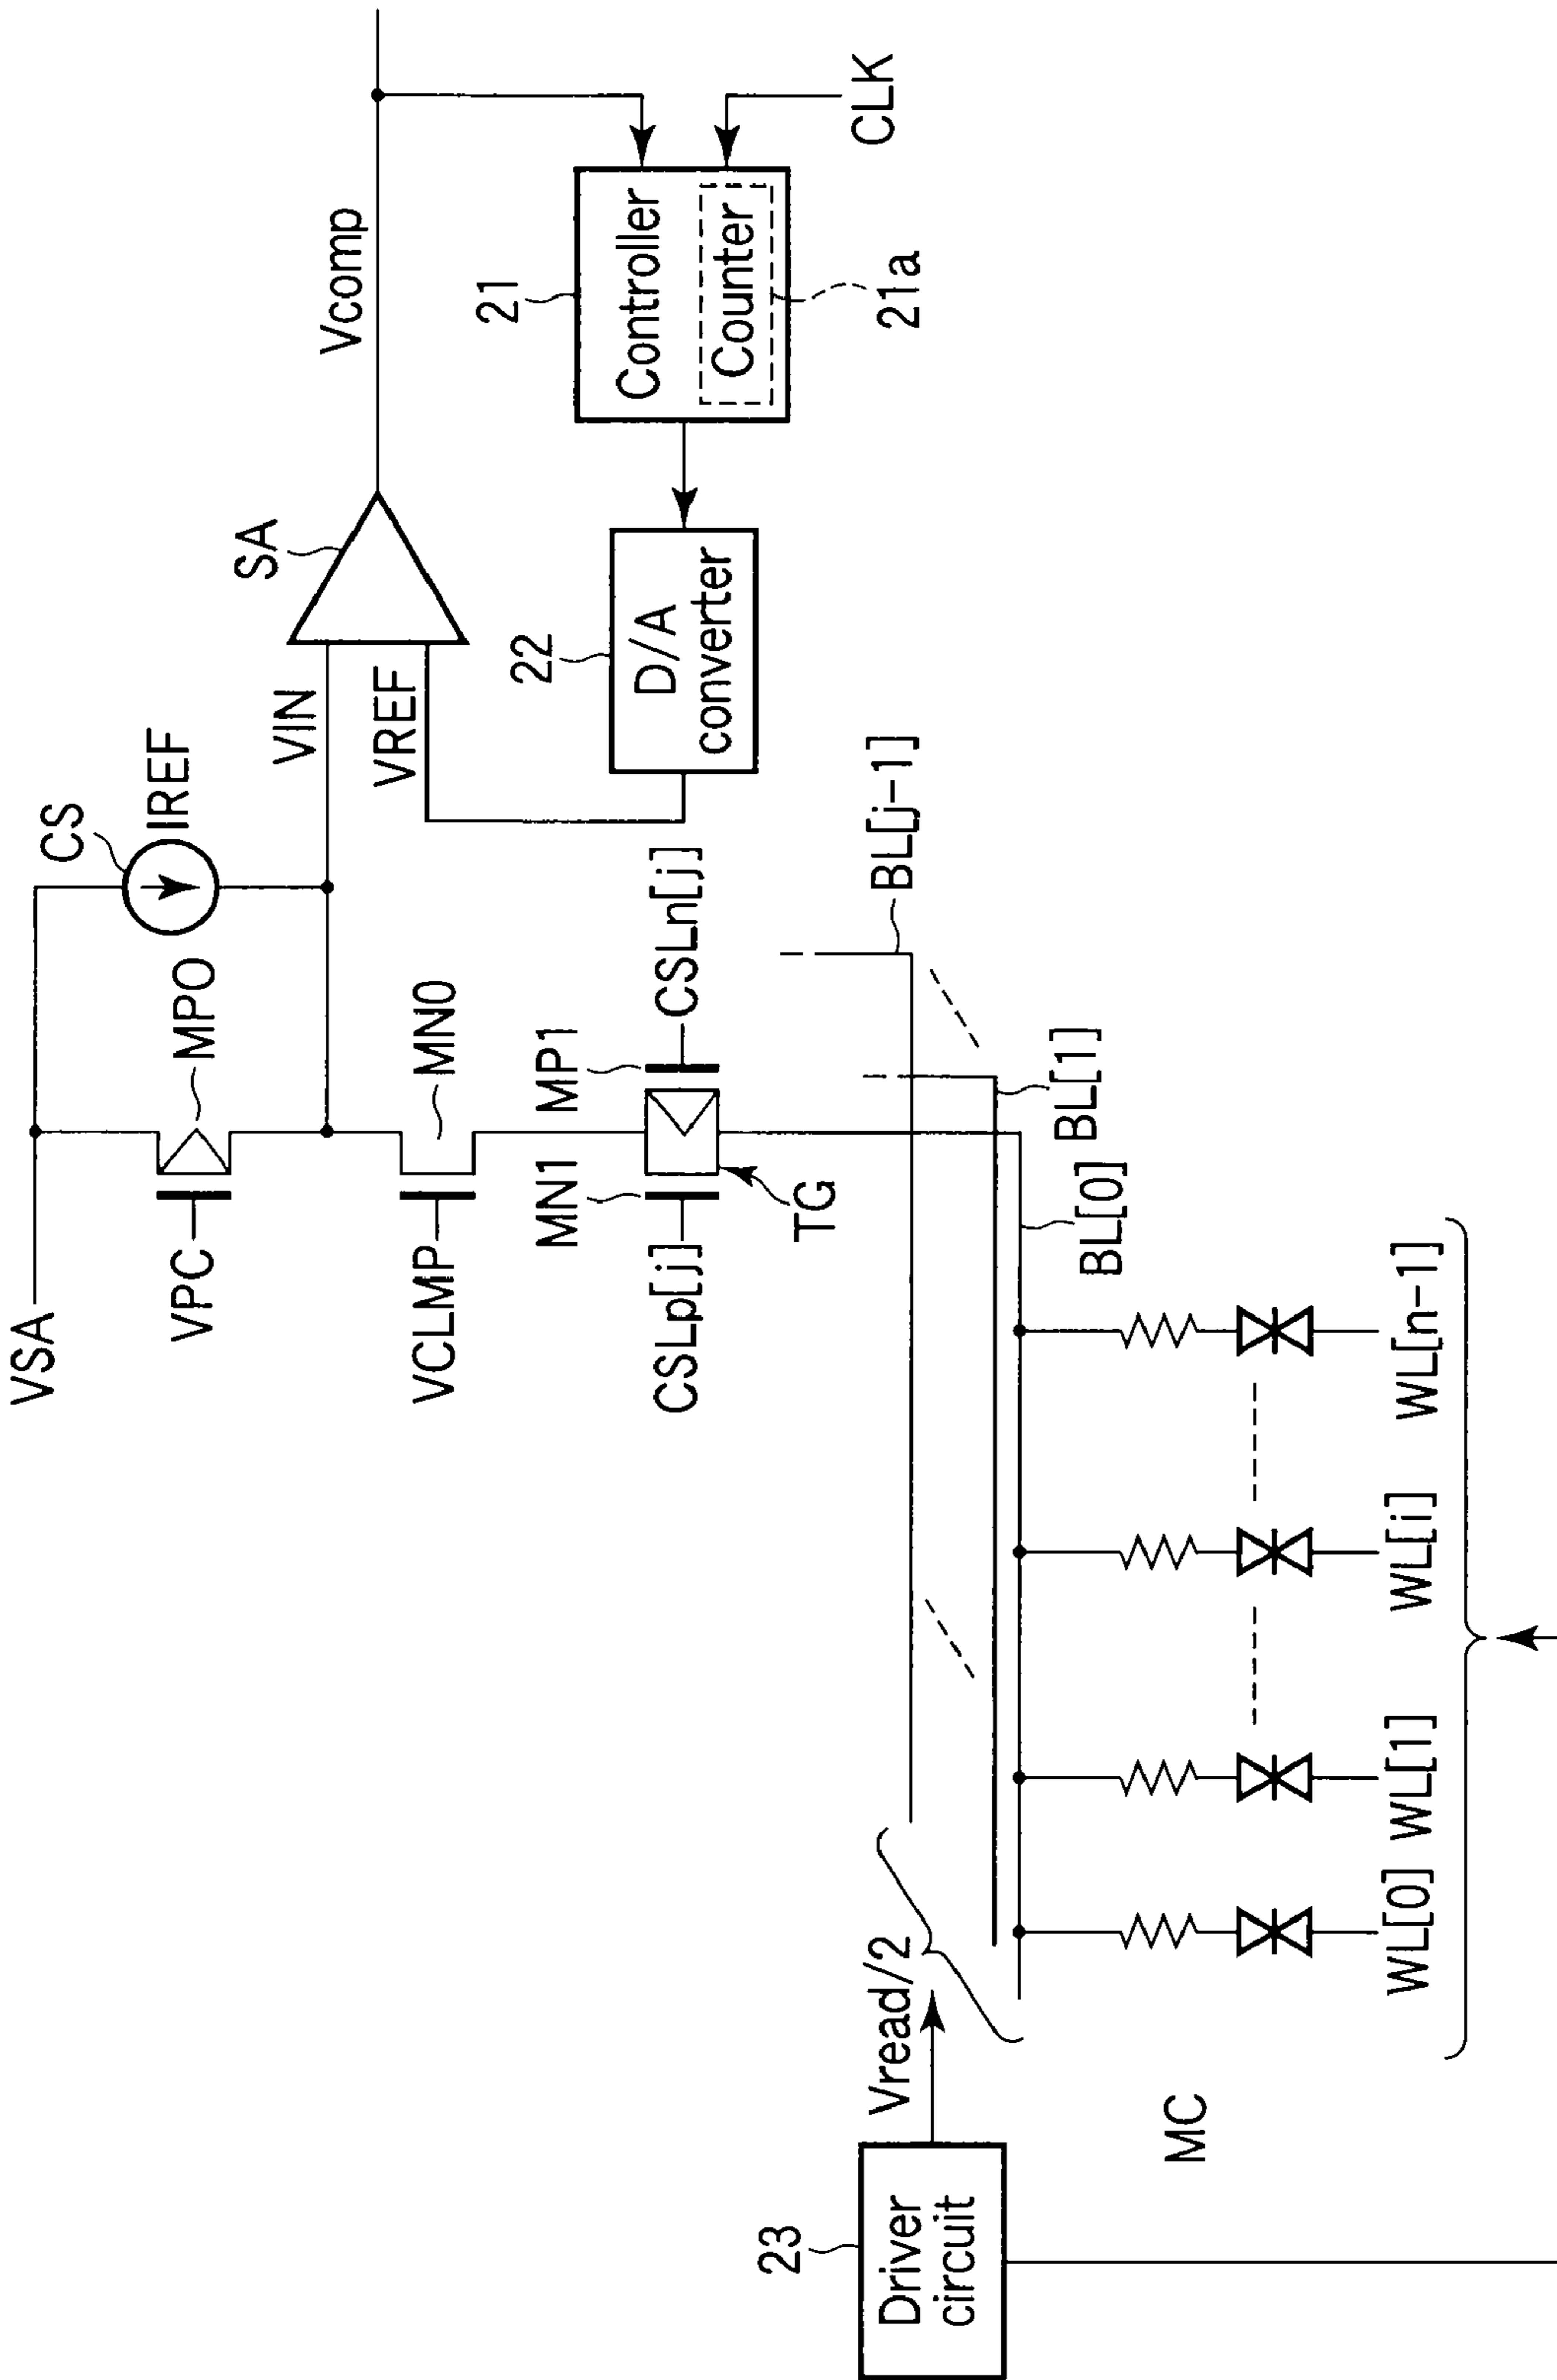 VSA
CS
IREF
MP0
VPC
VIN
SA
Vcomp
VREF
VCLMP
MN0
22
D/A
converter
21
Controller
Counter
21a
CLK
MN1
MP1
CSLp[j]
CSLn[j]
TG
BL[j-1]
BL[1]
BL[0]
23
Driver
circuit
Vread/2
MC
WL[0]
WL[1]
WL[i]
WL[n-1]